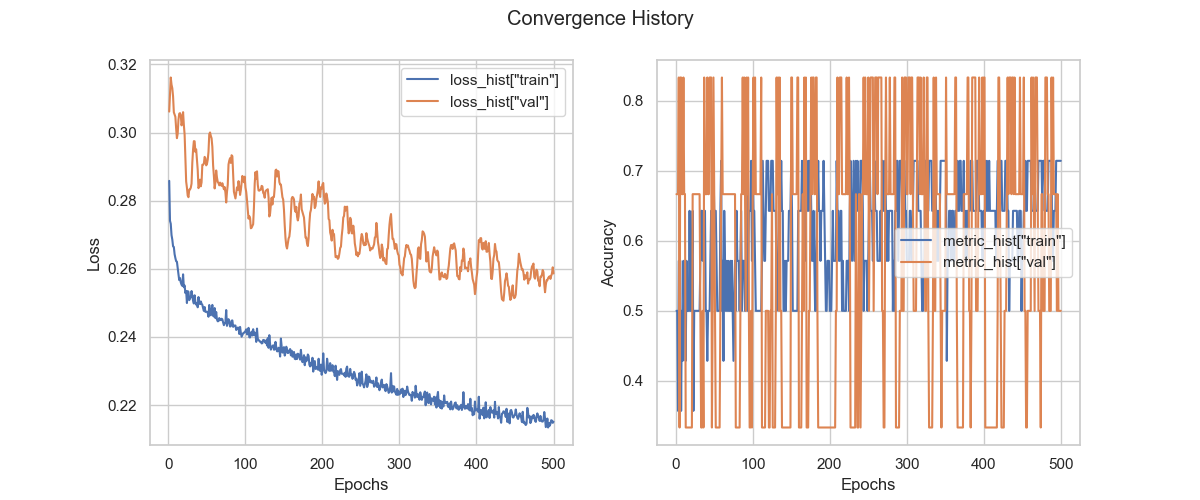 Convergence History
0.32
0.30
0.28
0.26
0.24
0.22
Loss
loss_hist["train"]
loss_hist["val"]
0 100 200 300 400 500
Epochs
0.8
0.7
0.6
0.5
0.4
Accuracy
metric_hist["train"]
metric_hist["val"]
0 100 200 300 400 500
Epochs